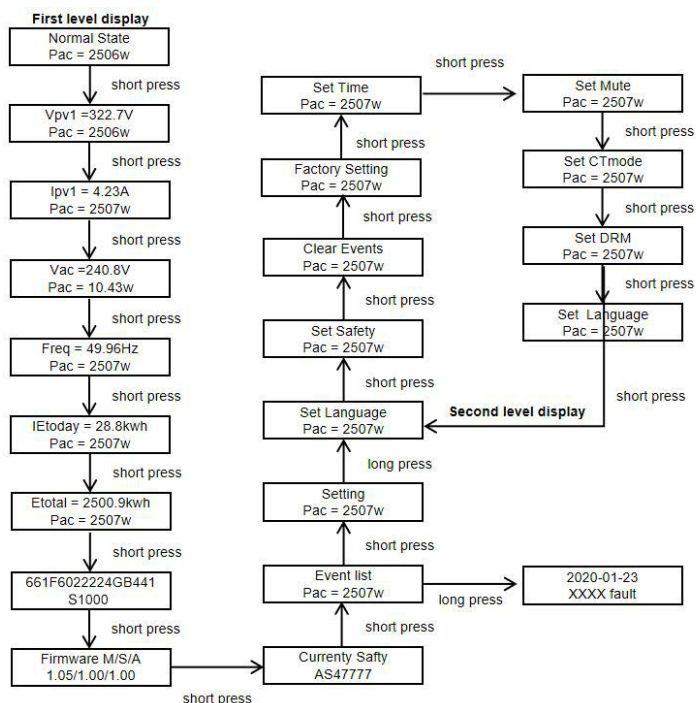 First level display
Normal State
Pac = 2506w
short press
Vpv1 =322.7V
Pac = 2506w
short press
Ipv1 = 4.23A
Pac = 2507w
short press
Vac =240.8V
Pac = 10.43w
short press
Freq = 49.96Hz
Pac = 2507w
short press
IEtoday = 28.8kwh
Pac = 2507w
short press
Etotal = 2500.9kwh
Pac = 2507w
short press
661F6022224GB441
S1000
short press
Firmware M/S/A
1.05/1.00/1.00
short press
Currenty Safty
AS47777
short press
Event list
Pac = 2507w
long press
2020-01-23
XXXX fault
short press
Setting
Pac = 2507w
long press
Set Language
Pac = 2507w
Second level display
short press
Set Safety
Pac = 2507w
short press
Clear Events
Pac = 2507w
short press
Factory Setting
Pac = 2507w
short press
Set Time
Pac = 2507w
short press
Set Mute
Pac = 2507w
short press
Set CTmode
Pac = 2507w
short press
Set DRM
Pac = 2507w
short press
Set Language
Pac = 2507w
short press